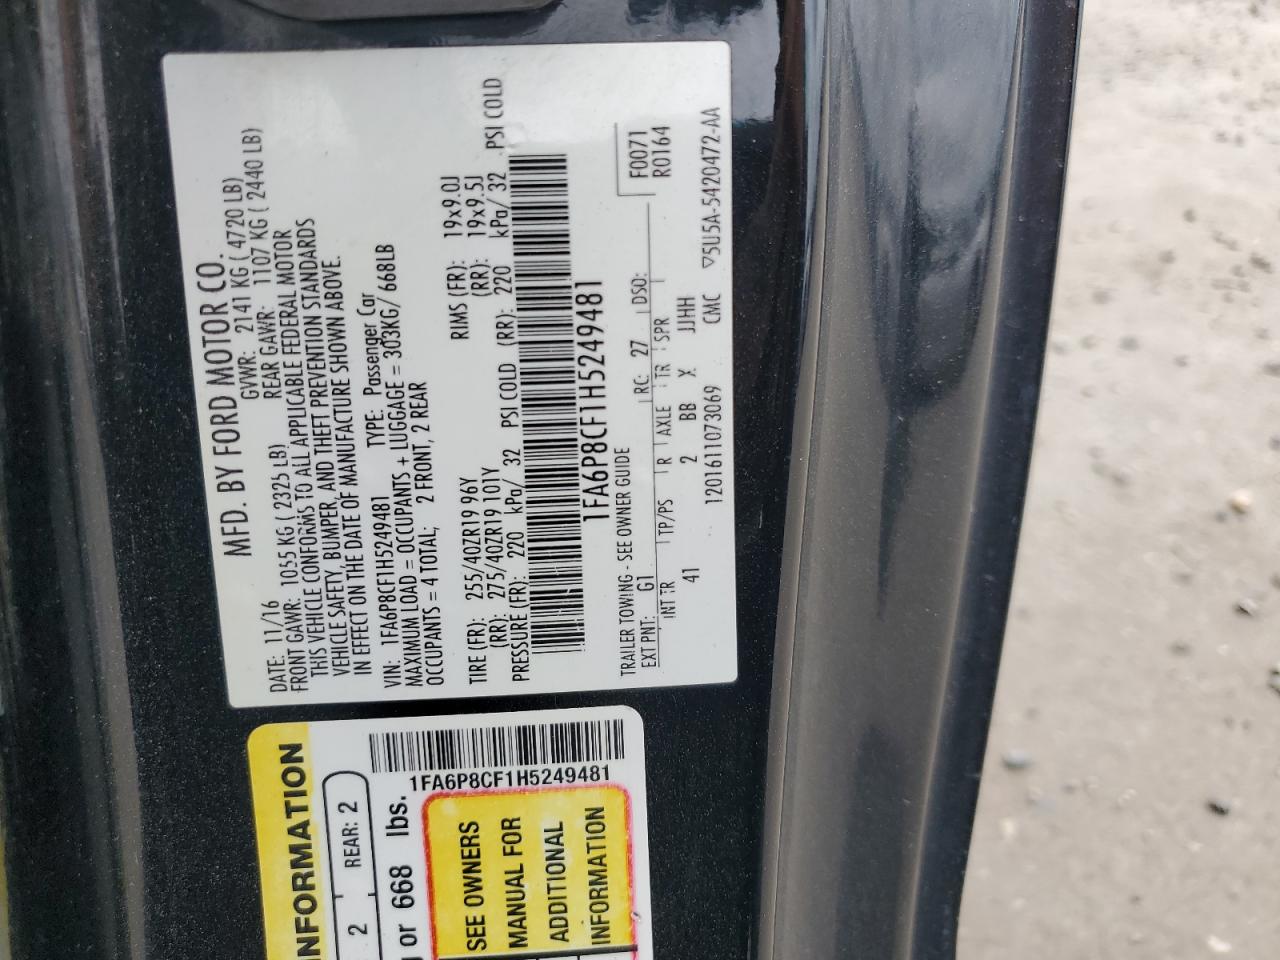 MFD. BY FORD MOTOR CO.
DATE: 11/16 GVWR: 2141 KG ( 4720 LB)
FRONT GAWR: 1055 KG ( 2325 LB) REAR GAWR: 1107 KG ( 2440 LB)
THIS VEHICLE CONFORMS TO ALL APPLICABLE FEDERAL MOTOR
VEHICLE SAFETY, BUMPER, AND THEFT PREVENTION STANDARDS
IN EFFECT ON THE DATE OF MANUFACTURE SHOWN ABOVE.
VIN: 1FA6P8CF1H5249481 TYPE: Passenger Car
MAXIMUM LOAD = OCCUPANTS + LUGGAGE = 303KG/ 668LB
OCCUPANTS = 4 TOTAL; 2 FRONT, 2 REAR
TIRE (FR): 255/40ZR19 96Y RIMS (FR): 19x9.0J
(RR): 275/40ZR19 101Y (RR): 19x9.5J
PRESSURE (FR): 220 kPa/ 32 PSI COLD (RR): 220 kPa/ 32 PSI COLD
1FA6P8CF1H5249481
TRAILER TOWING - SEE OWNER GUIDE F0071
EXT PNT: G1 RC: 27 DSO: R0164
INT TR TP/PS R AXLE TR SPR
41 2 BB X JJHH
1201611073069 CMC 5U5A-5420472-AA
INFORMATION
2 REAR: 2
or 668 lbs.
1FA6P8CF1H5249481
SEE OWNERS
MANUAL FOR
ADDITIONAL
INFORMATION